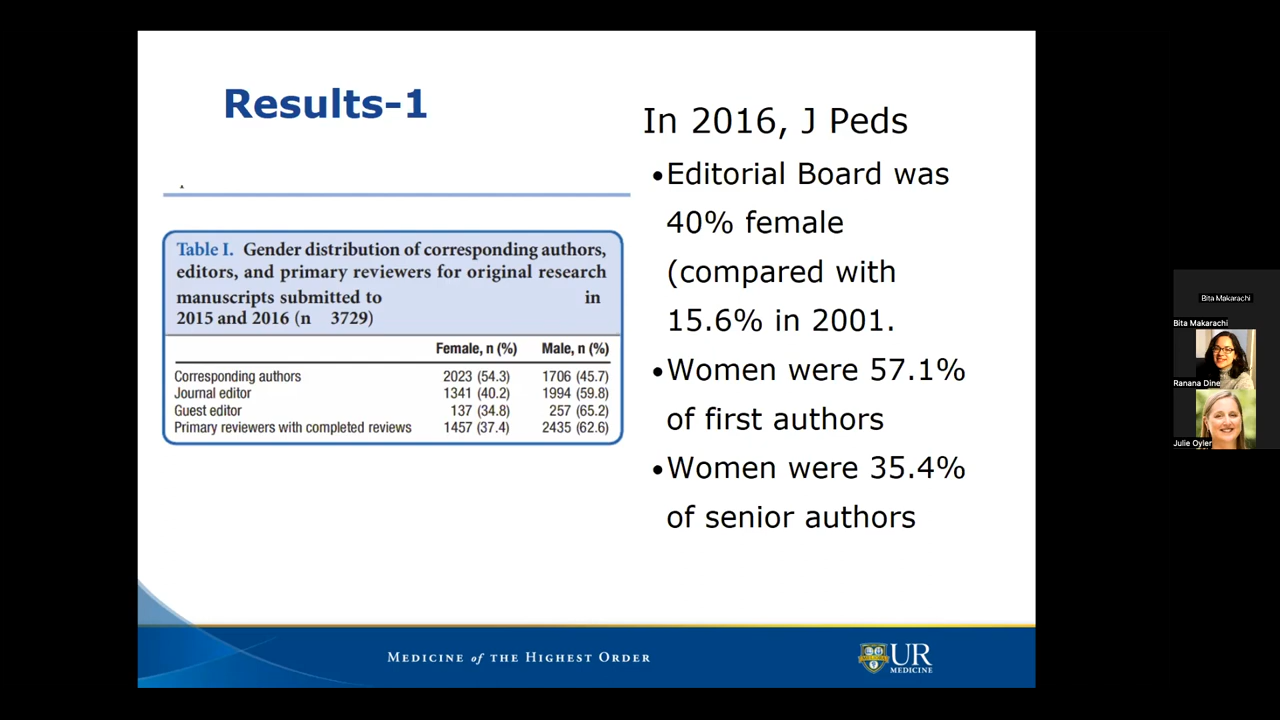 Results-1
In 2016, J Peds
•Editorial Board was
40% female
(compared with
15.6% in 2001.
•Women were 57.1%
of first authors
•Women were 35.4%
of senior authors
Table I. Gender distribution of corresponding authors,
editors, and primary reviewers for original research
manuscripts submitted to in
2015 and 2016 (n 3729)
Female, n (%) Male, n (%)
Corresponding authors 2023 (54.3) 1706 (45.7)
Journal editor 1341 (40.2) 1994 (59.8)
Guest editor 137 (34.8) 257 (65.2)
Primary reviewers with completed reviews 1457 (37.4) 2435 (62.6)
MEDICINE of THE HIGHEST ORDER
UR
MEDICINE
Bita Makarachi
Bita Makarachi
Ranana Dine
Julie Oyler